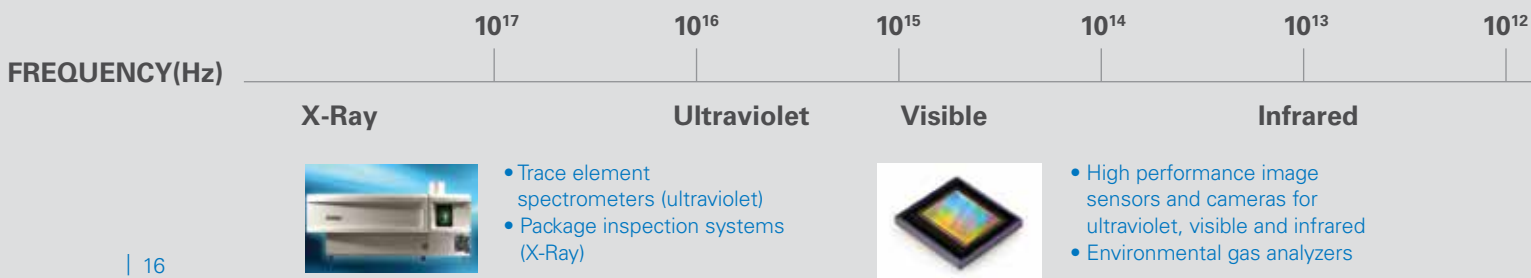 10¹⁷ 10¹⁶ 10¹⁵ 10¹⁴ 10¹³ 10¹²
FREQUENCY(Hz)
X-Ray Ultraviolet Visible Infrared
• Trace element
spectrometers (ultraviolet)
• Package inspection systems
(X-Ray)
• High performance image
sensors and cameras for
ultraviolet, visible and infrared
• Environmental gas analyzers
| 16